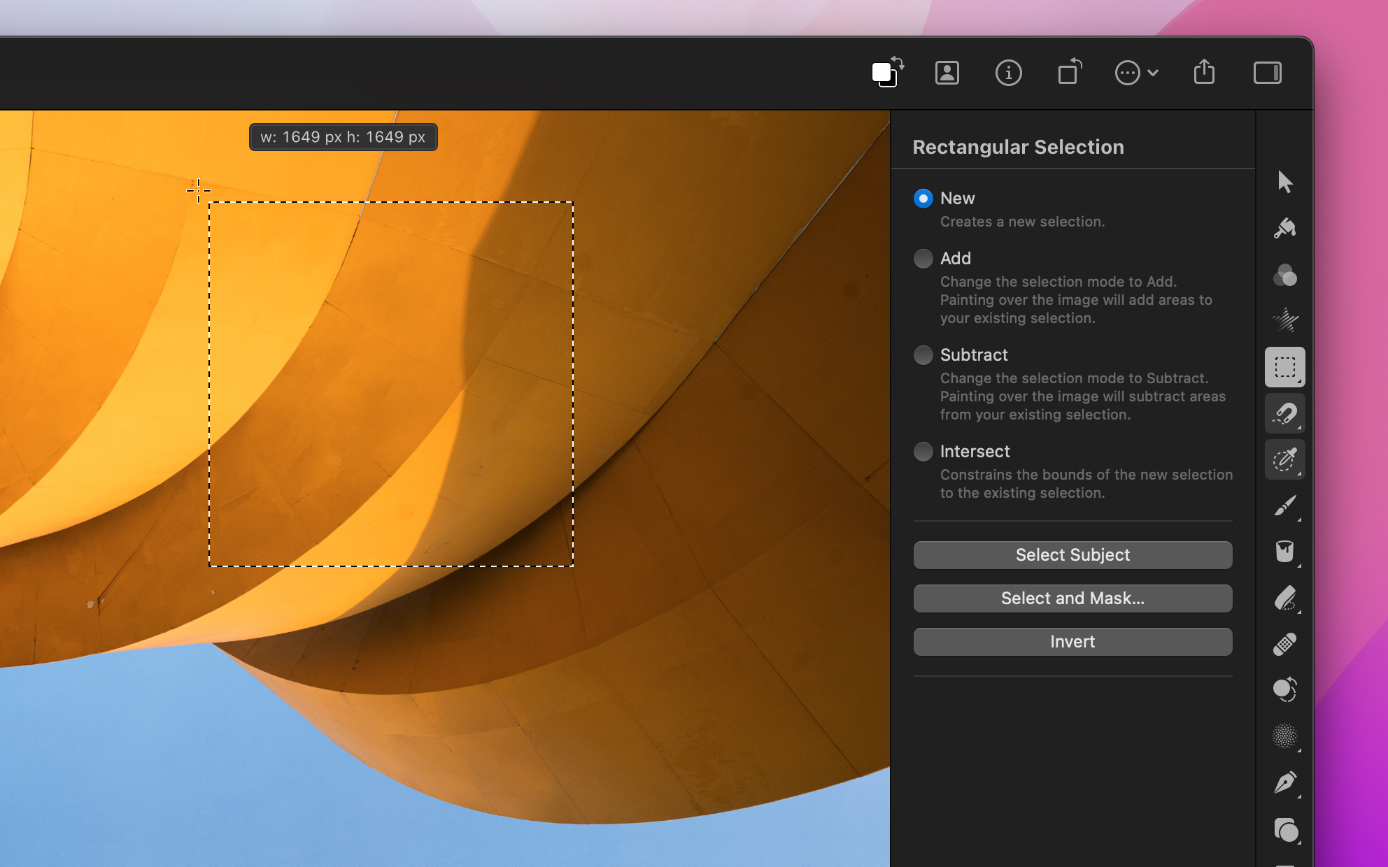 w: 1649 px h: 1649 px
Rectangular Selection
New
Creates a new selection.
Add
Change the selection mode to Add.
Painting over the image will add areas to
your existing selection.
Subtract
Change the selection mode to Subtract.
Painting over the image will subtract areas
from your existing selection.
Intersect
Constrains the bounds of the new selection
to the existing selection.
Select Subject
Select and Mask...
Invert